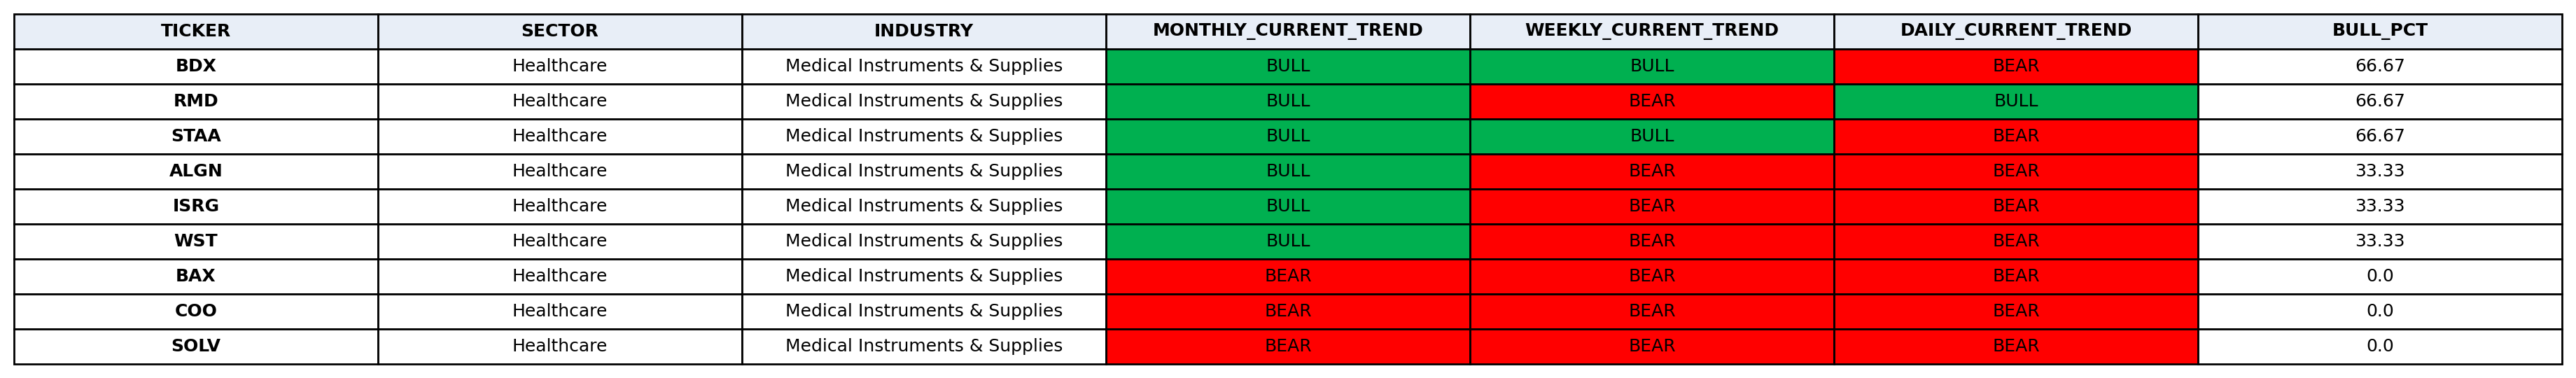 TICKER SECTOR INDUSTRY MONTHLY_CURRENT_TREND WEEKLY_CURRENT_TREND DAILY_CURRENT_TREND BULL_PCT
BDX Healthcare Medical Instruments & Supplies BULL BULL BEAR 66.67
RMD Healthcare Medical Instruments & Supplies BULL BEAR BULL 66.67
STAA Healthcare Medical Instruments & Supplies BULL BULL BEAR 66.67
ALGN Healthcare Medical Instruments & Supplies BULL BEAR BEAR 33.33
ISRG Healthcare Medical Instruments & Supplies BULL BEAR BEAR 33.33
WST Healthcare Medical Instruments & Supplies BULL BEAR BEAR 33.33
BAX Healthcare Medical Instruments & Supplies BEAR BEAR BEAR 0.0
COO Healthcare Medical Instruments & Supplies BEAR BEAR BEAR 0.0
SOLV Healthcare Medical Instruments & Supplies BEAR BEAR BEAR 0.0